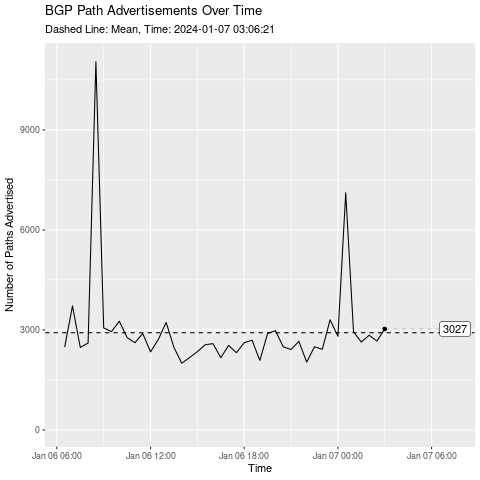 BGP Path Advertisements Over Time
Dashed Line: Mean, Time: 2024-01-07 03:06:21
Number of Paths Advertised
9000
6000
3000
0
3027
Jan 06 06:00
Jan 06 12:00
Jan 06 18:00
Jan 07 00:00
Jan 07 06:00
Time